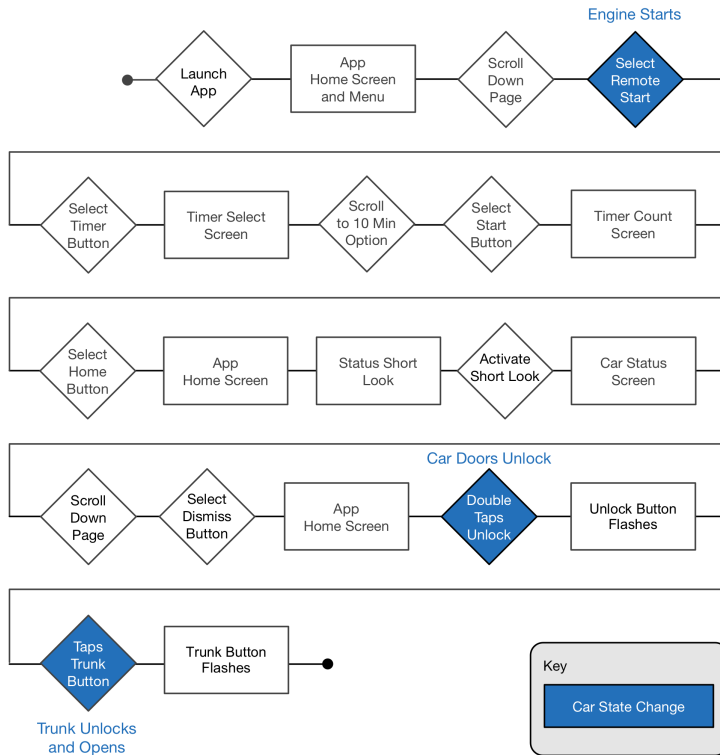 Engine Starts
Launch
App
App
Home Screen
and Menu
Scroll
Down
Page
Select
Remote
Start
Select
Timer
Button
Timer Select
Screen
Scroll
to 10 Min
Option
Select
Start
Button
Timer Count
Screen
Select
Home
Button
App
Home Screen
Status Short
Look
Activate
Short Look
Car Status
Screen
Car Doors Unlock
Scroll
Down
Page
Select
Dismiss
Button
App
Home Screen
Double
Taps
Unlock
Unlock Button
Flashes
Taps
Trunk
Button
Trunk Button
Flashes
Trunk Unlocks
and Opens
Key
Car State Change